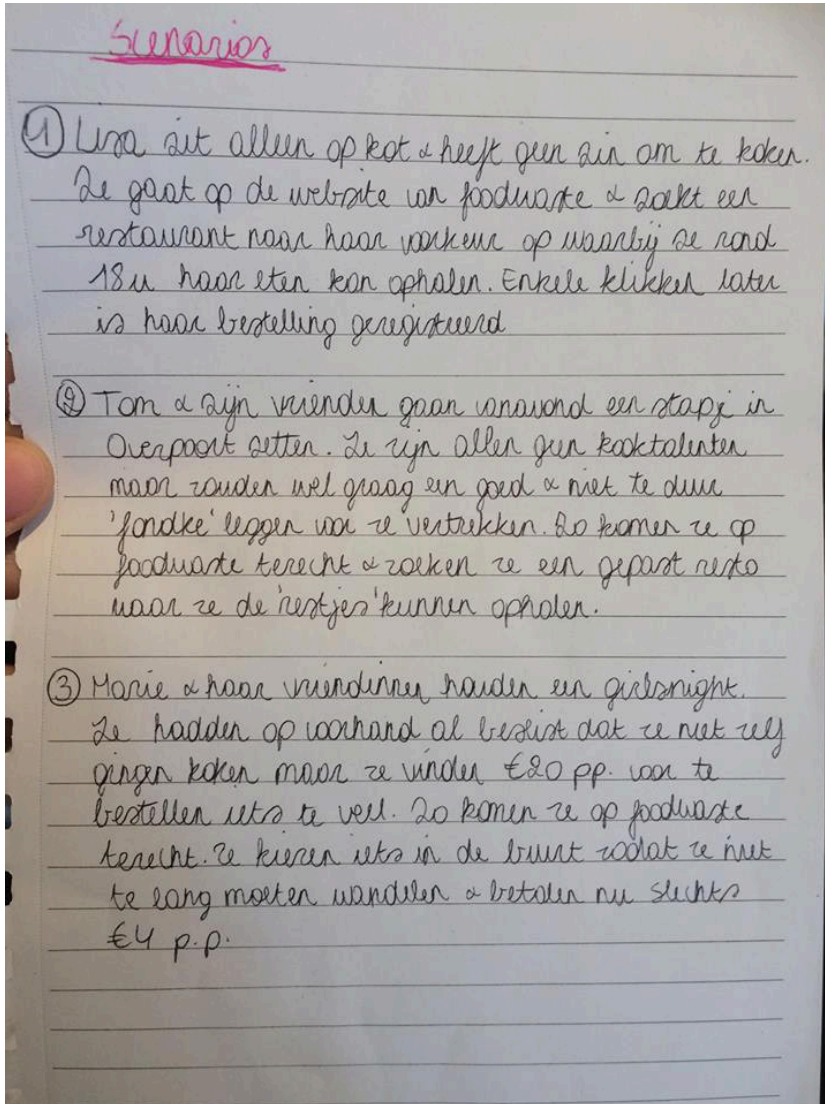 Scenarios
① Lisa zit alleen op kot & heeft geen zin om te koken.
Ze gaat op de website van foodwaste & zoekt een
restaurant naar haar voorkeur op waarbij ze rond
18u haar eten kan ophalen. Enkele klikken later
is haar bestelling geregistreerd
② Tom & zijn vrienden gaan vanavond een stapje in
Overpoort zetten. Ze zijn allen geen kooktalenten
maar zouden wel graag een goed & niet te duur
'fondke' leggen voor ze vertrekken. Zo komen ze op
foodwaste terecht & zoeken ze een gepast resto
waar ze de 'restjes' kunnen ophalen.
③ Marie & haar vriendinnen houden een girlsnight.
Ze hadden op voorhand al beslist dat ze niet zelf
gingen koken maar ze vinden €20 pp. voor te
bestellen iets te veel. Zo komen ze op foodwaste
terecht. Ze kiezen iets in de buurt zodat ze niet
te lang moeten wandelen & betalen nu slechts
€4 p.p.